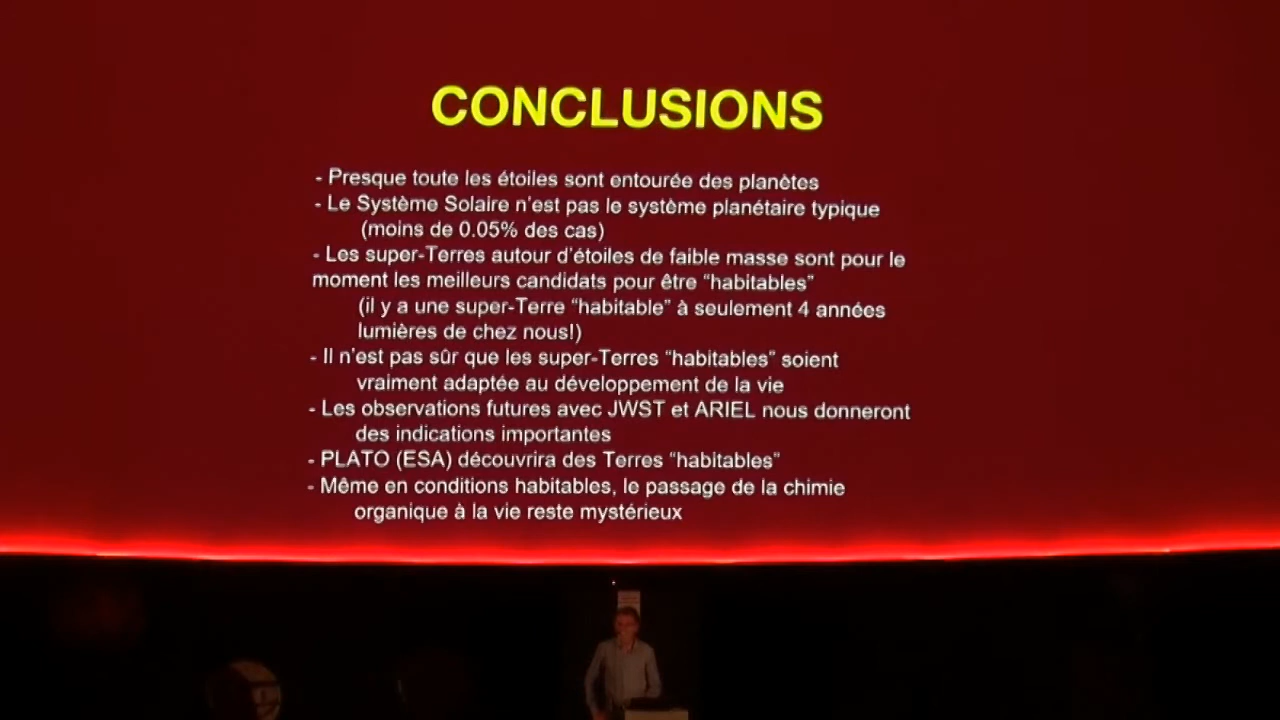 CONCLUSIONS
- Presque toute les étoiles sont entourée des planètes
- Le Système Solaire n'est pas le système planétaire typique
(moins de 0.05% des cas)
- Les super-Terres autour d'étoiles de faible masse sont pour le
moment les meilleurs candidats pour être "habitables"
(il y a une super-Terre "habitable" à seulement 4 années
lumières de chez nous!)
- Il n'est pas sûr que les super-Terres "habitables" soient
vraiment adaptée au développement de la vie
- Les observations futures avec JWST et ARIEL nous donneront
des indications importantes
- PLATO (ESA) découvrira des Terres "habitables"
- Même en conditions habitables, le passage de la chimie
organique à la vie reste mystérieux